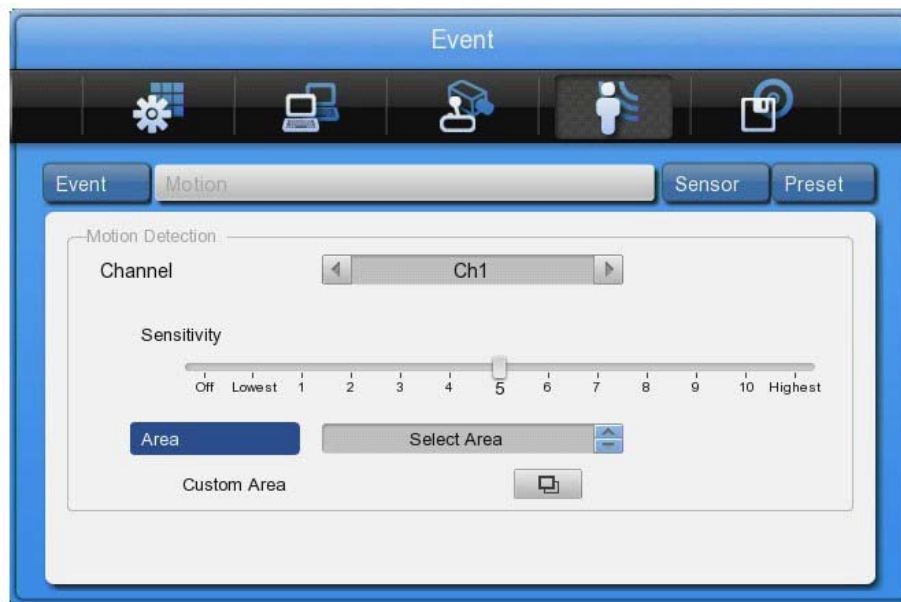 Event
Event Motion Sensor Preset
Motion Detection
Channel Ch1
Sensitivity
Off Lowest 1 2 3 4 5 6 7 8 9 10 Highest
Area Select Area
Custom Area